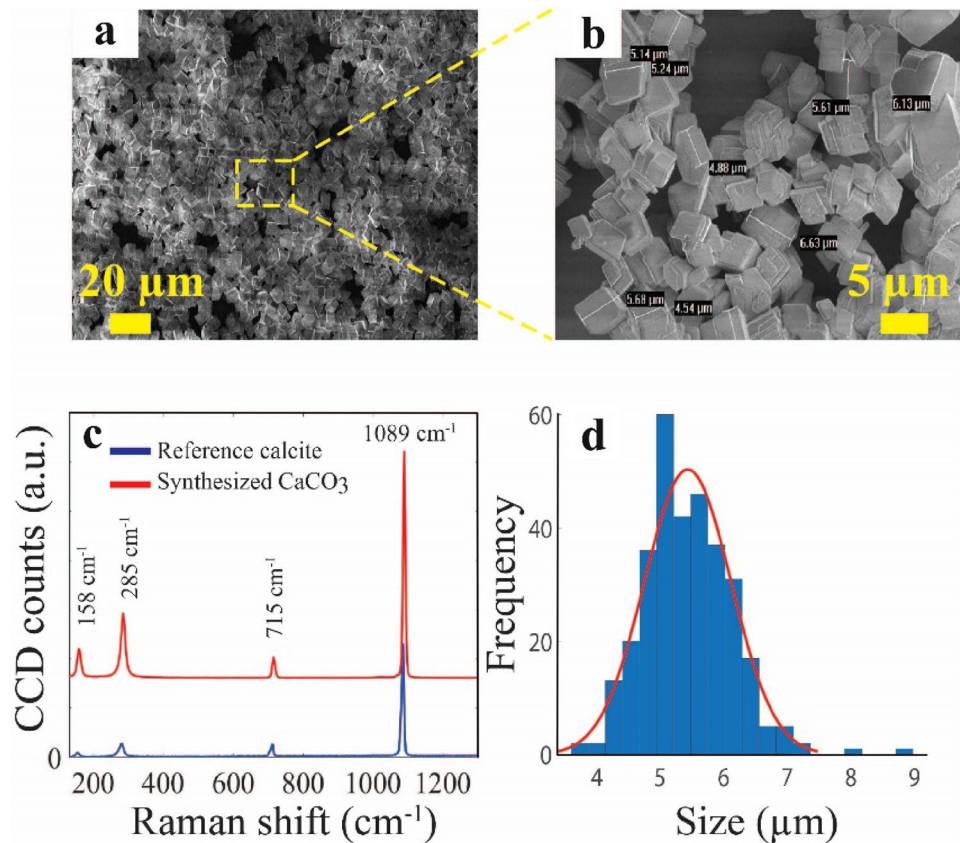 a
20 µm
b
5.14 µm
5.24 µm
5.61 µm
6.13 µm
4.88 µm
6.63 µm
5.68 µm
4.54 µm
5 µm
c
Reference calcite
Synthesized CaCO₃
1089 cm⁻¹
158 cm⁻¹
285 cm⁻¹
715 cm⁻¹
CCD counts (a.u.)
0
200 400 600 800 1000 1200
Raman shift (cm⁻¹)
d
Frequency
60
40
20
0
4 5 6 7 8 9
Size (µm)